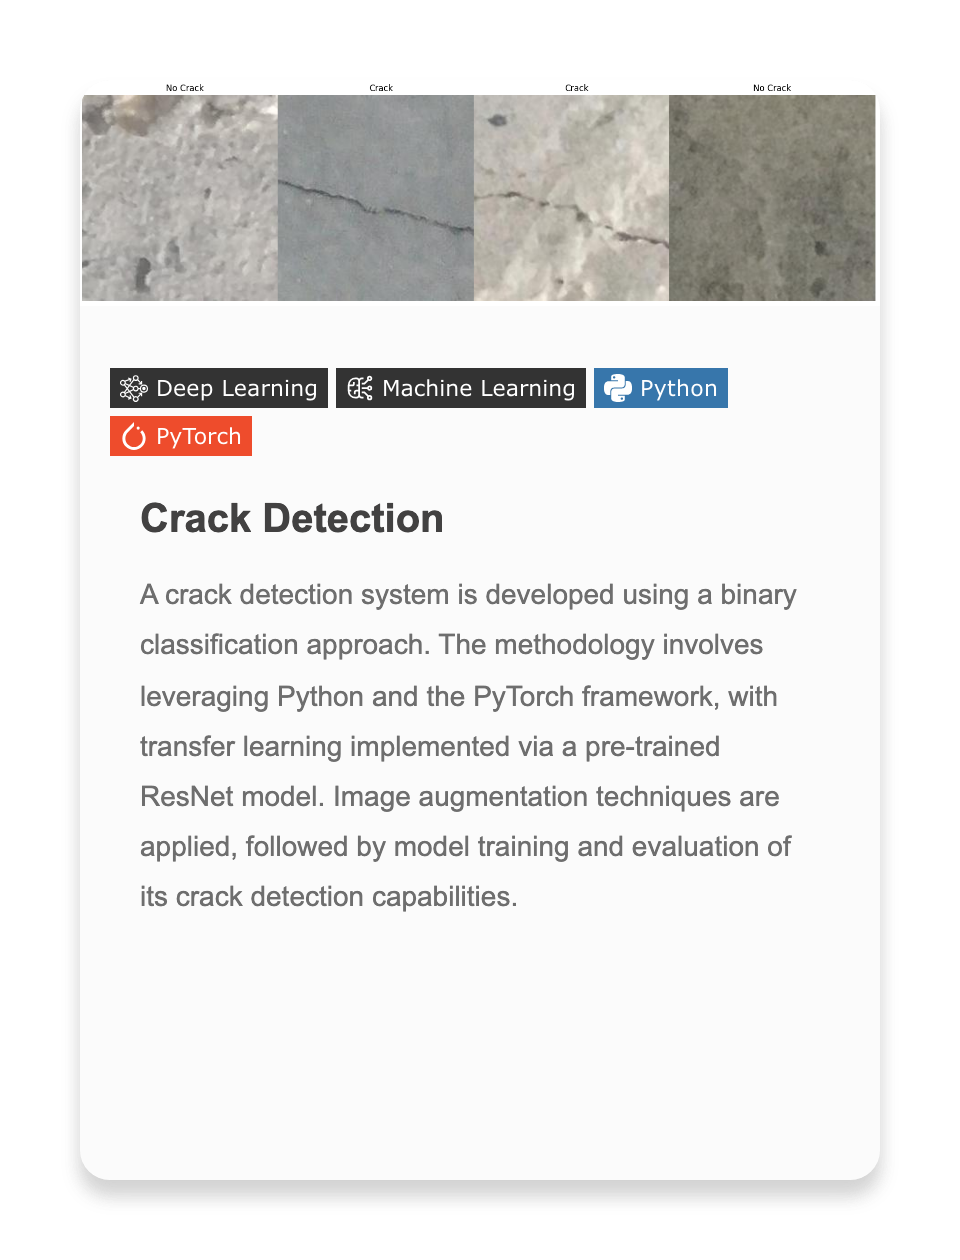 No Crack Crack Crack No Crack
Deep Learning Machine Learning Python
PyTorch
Crack Detection
A crack detection system is developed using a binary
classification approach. The methodology involves
leveraging Python and the PyTorch framework, with
transfer learning implemented via a pre-trained
ResNet model. Image augmentation techniques are
applied, followed by model training and evaluation of
its crack detection capabilities.